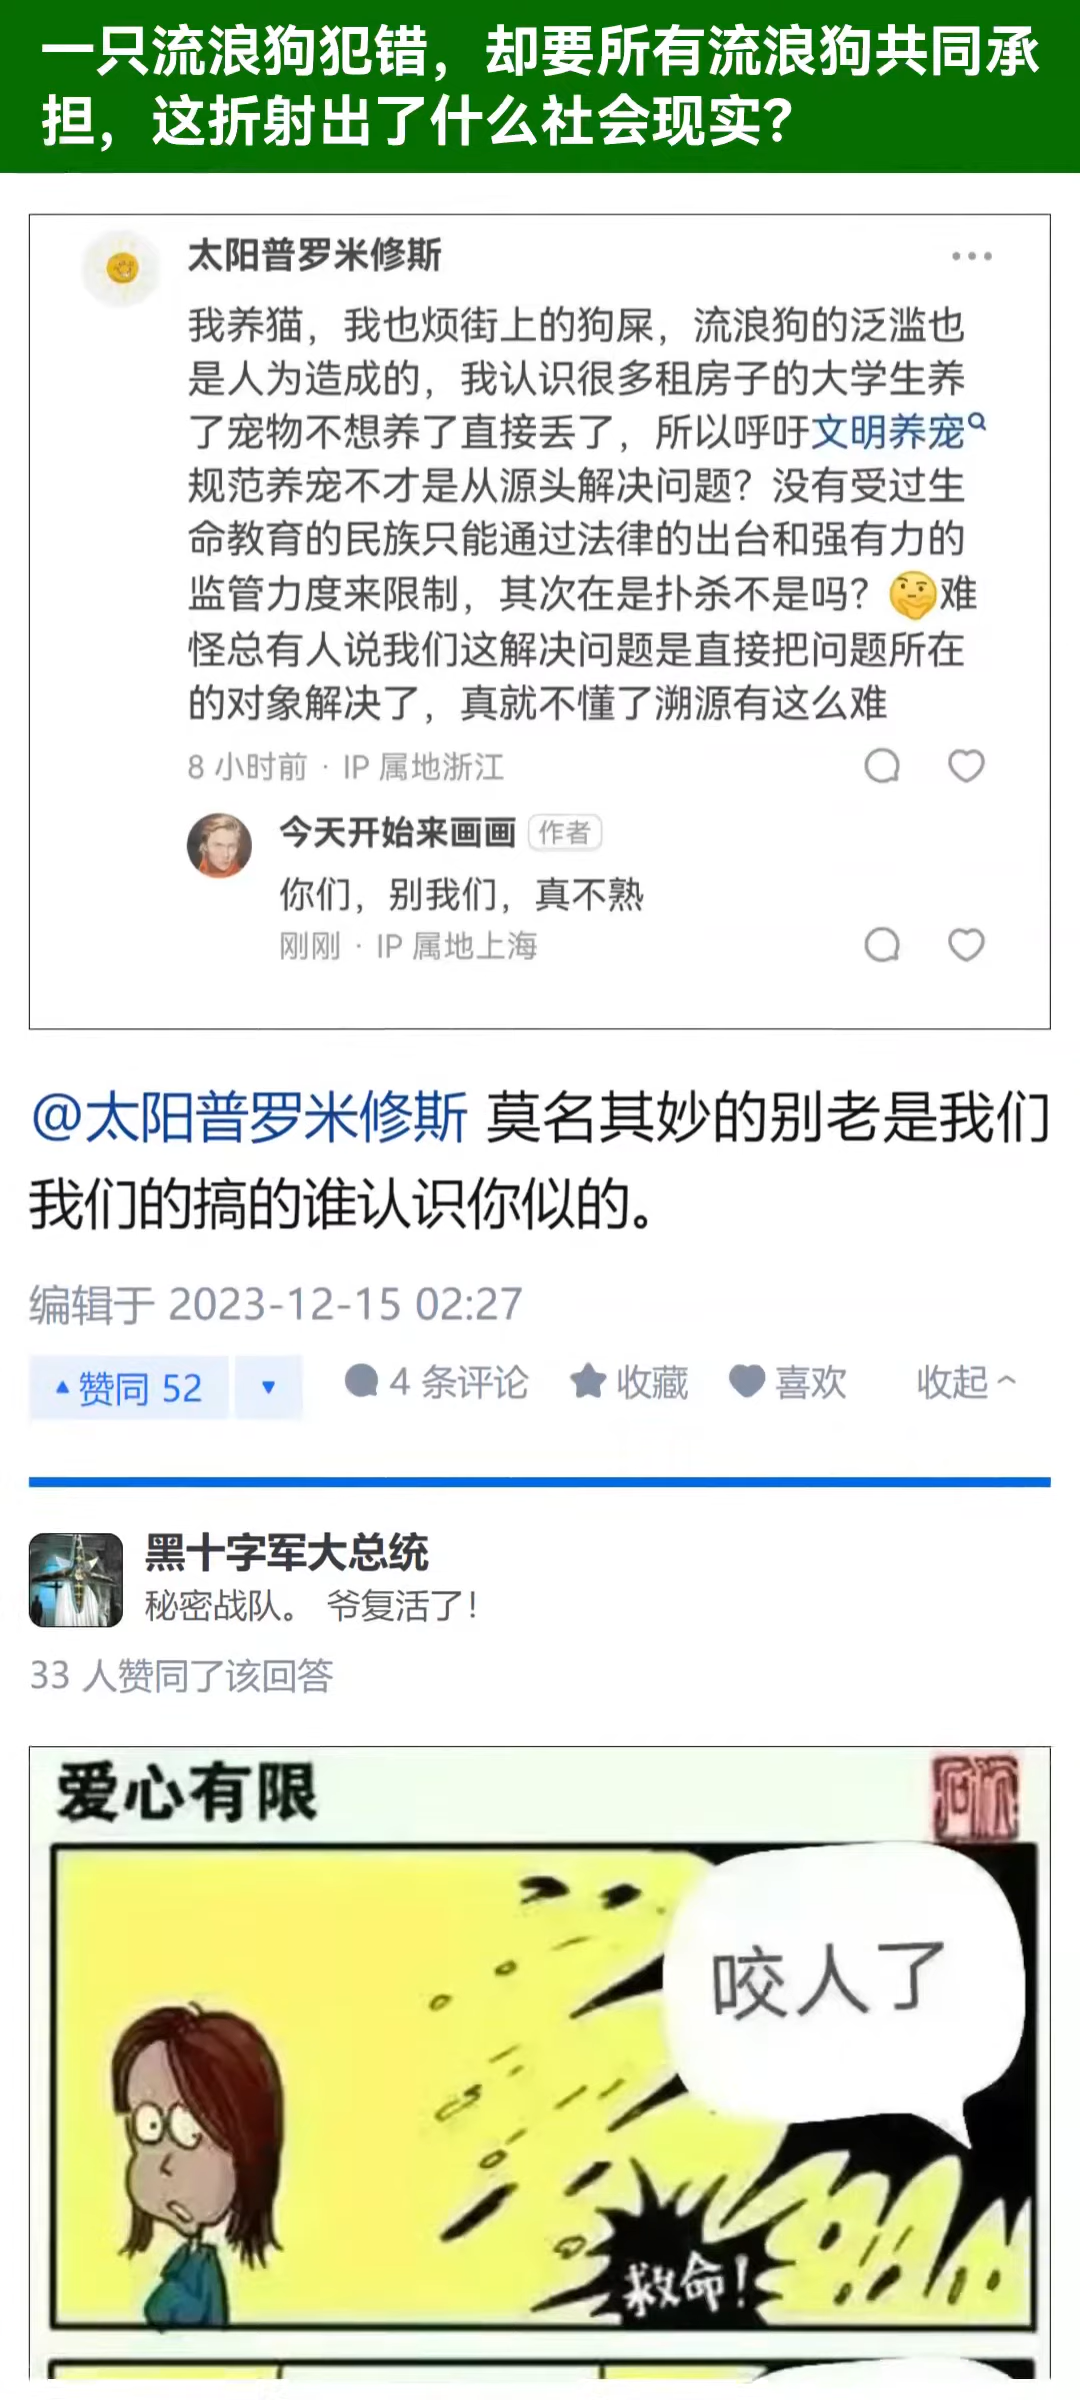 一只流浪狗犯错，却要所有流浪狗共同承
担，这折射出了什么社会现实？
太阳普罗米修斯
我养猫，我也烦街上的狗屎，流浪狗的泛滥也
是人为造成的，我认识很多租房子的大学生养
了宠物不想养了直接丢了，所以呼吁文明养宠
规范养宠不才是从源头解决问题？没有受过生
命教育的民族只能通过法律的出台和强有力的
监管力度来限制，其次在是扑杀不是吗？🤔难
怪总有人说我们这解决问题是直接把问题所在
的对象解决了，真就不懂了溯源有这么难
8 小时前 · IP 属地浙江
今天开始来画画 作者
你们，别我们，真不熟
刚刚 · IP 属地上海
@太阳普罗米修斯 莫名其妙的别老是我们
我们的搞的谁认识你似的。
编辑于 2023-12-15 02:27
赞同 52 4 条评论 收藏 喜欢 收起
黑十字军大总统
秘密战队。 爷复活了！
33 人赞同了该回答
爱心有限
咬人了
救命！